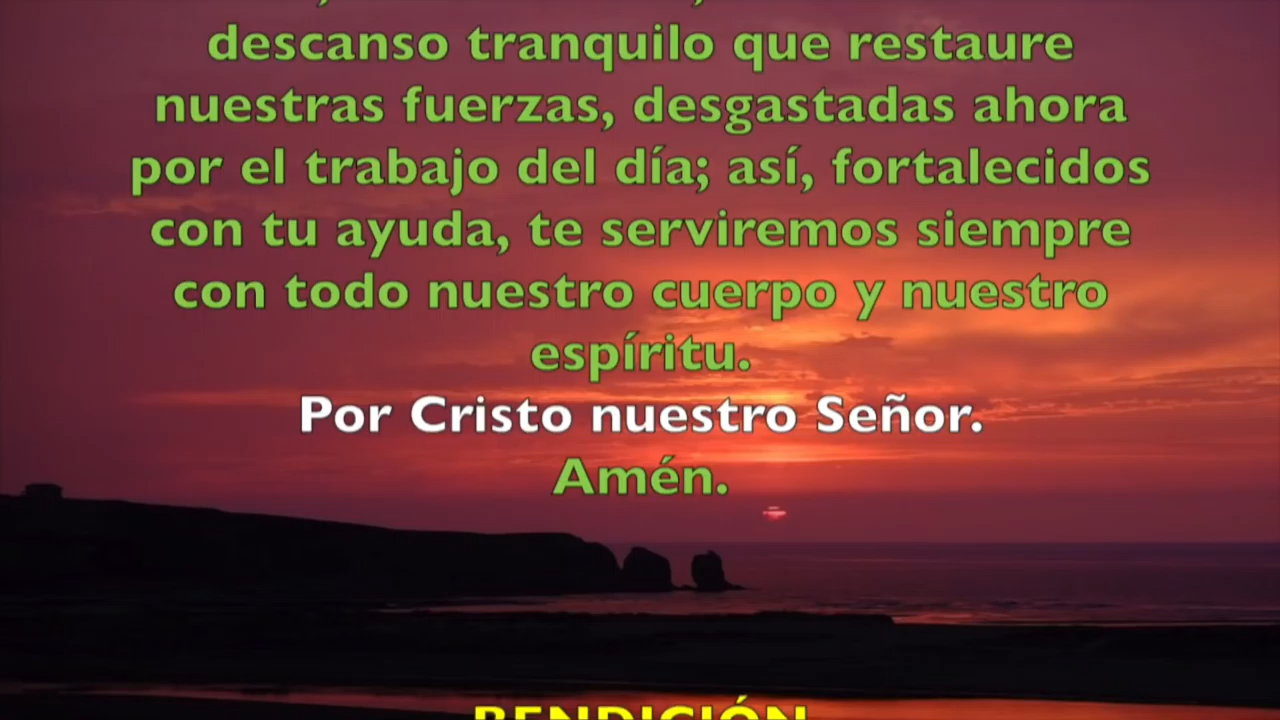 descanso tranquilo que restaure
nuestras fuerzas, desgastadas ahora
por el trabajo del día; así, fortalecidos
con tu ayuda, te serviremos siempre
con todo nuestro cuerpo y nuestro
espíritu.
Por Cristo nuestro Señor.
Amén.
BENDICIÓN